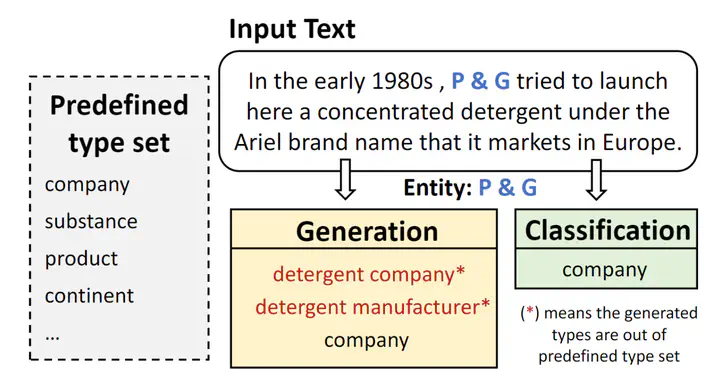 Input Text
In the early 1980s , P & G tried to launch
here a concentrated detergent under the
Ariel brand name that it markets in Europe.
Predefined
type set
company
substance
product
continent
...
Entity: P & G
Generation
detergent company*
detergent manufacturer*
company
Classification
company
(*) means the generated
types are out of
predefined type set